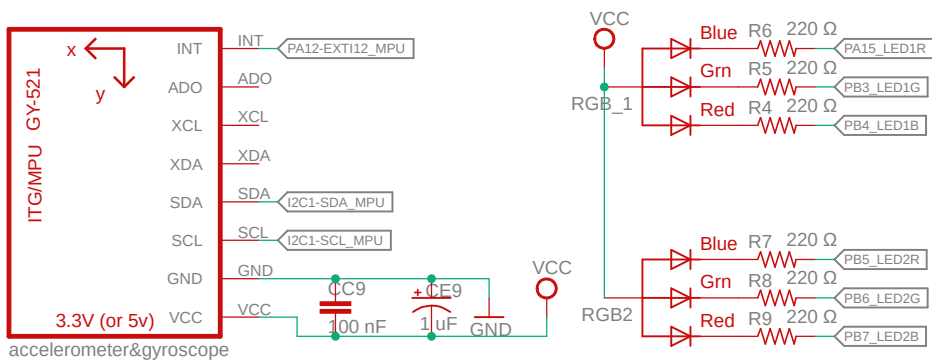 ITG/MPU GY-521
x
y
INT
ADO
XCL
XDA
SDA
SCL
GND
VCC
3.3V (or 5v)
accelerometer&gyroscope
INT
PA12-EXTI12_MPU
ADO
XCL
XDA
SDA
I2C1-SDA_MPU
SCL
I2C1-SCL_MPU
GND
VCC
CC9
100 nF
+
CE9
1 uF
GND
VCC
VCC
RGB_1
Blue R6 220 Ω PA15_LED1R
Grn R5 220 Ω PB3_LED1G
Red R4 220 Ω PB4_LED1B
RGB2
Blue R7 220 Ω PB5_LED2R
Grn R8 220 Ω PB6_LED2G
Red R9 220 Ω PB7_LED2B